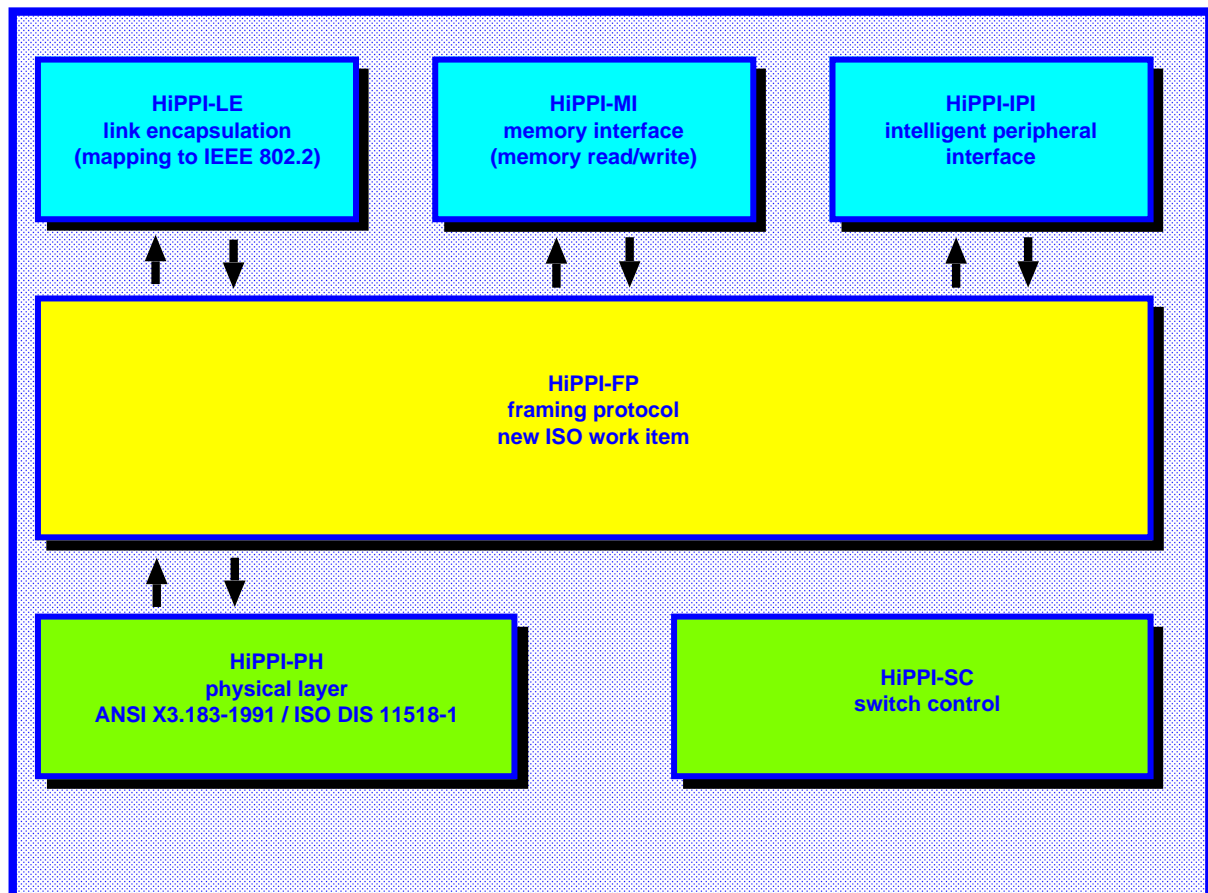 HiPPI-LE
link encapsulation
(mapping to IEEE 802.2)
HiPPI-MI
memory interface
(memory read/write)
HiPPI-IPI
intelligent peripheral
interface
HiPPI-FP
framing protocol
new ISO work item
HiPPI-PH
physical layer
ANSI X3.183-1991 / ISO DIS 11518-1
HiPPI-SC
switch control